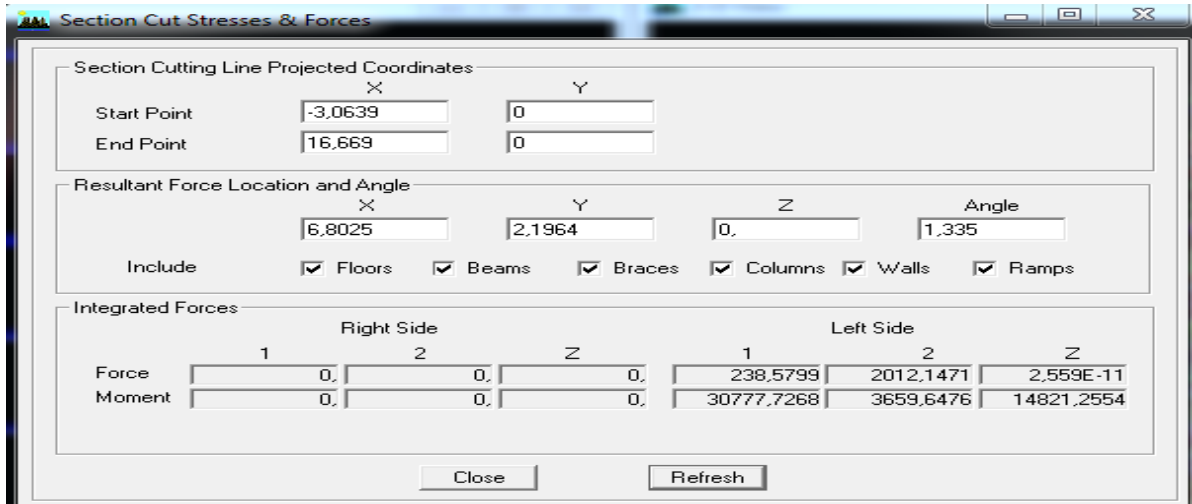 Section Cut Stresses & Forces
Section Cutting Line Projected Coordinates
X Y
Start Point -3,0639 0
End Point 16,669 0
Resultant Force Location and Angle
X Y Z Angle
6,8025 2,1964 0, 1,335
Include Floors Beams Braces Columns Walls Ramps
Integrated Forces
Right Side Left Side
1 2 Z 1 2 Z
Force 0, 0, 0, 238,5799 2012,1471 2,559E-11
Moment 0, 0, 0, 30777,7268 3659,6476 14821,2554
Close Refresh